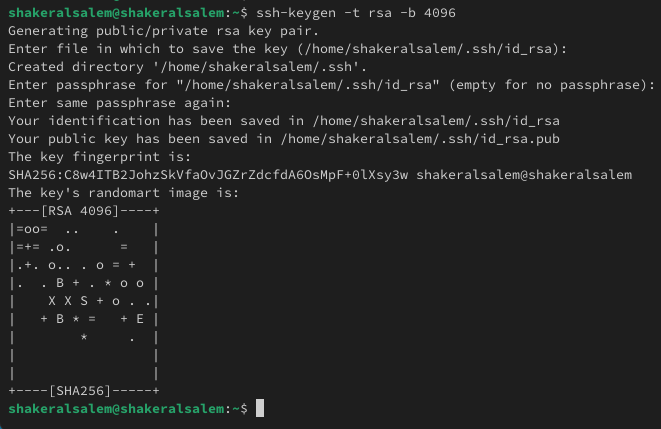 shakeralsalem@shakeralsalem:~$ ssh-keygen -t rsa -b 4096
Generating public/private rsa key pair.
Enter file in which to save the key (/home/shakeralsalem/.ssh/id_rsa):
Created directory '/home/shakeralsalem/.ssh'.
Enter passphrase for "/home/shakeralsalem/.ssh/id_rsa" (empty for no passphrase):
Enter same passphrase again:
Your identification has been saved in /home/shakeralsalem/.ssh/id_rsa
Your public key has been saved in /home/shakeralsalem/.ssh/id_rsa.pub
The key fingerprint is:
SHA256:C8w4ITB2JohzSkVfaOvJGZrZdcfdA6OsMpF+0lXsy3w shakeralsalem@shakeralsalem
The key's randomart image is:
+---[RSA 4096]----+
|=oo=  ..    .    |
|=+= .o.      =   |
|.+. o.. . o = +  |
|.  . B + . * o o |
|    X X S + o . .|
|   + B * =   + E |
|        *     .  |
|                 |
|                 |
+----[SHA256]-----+
shakeralsalem@shakeralsalem:~$